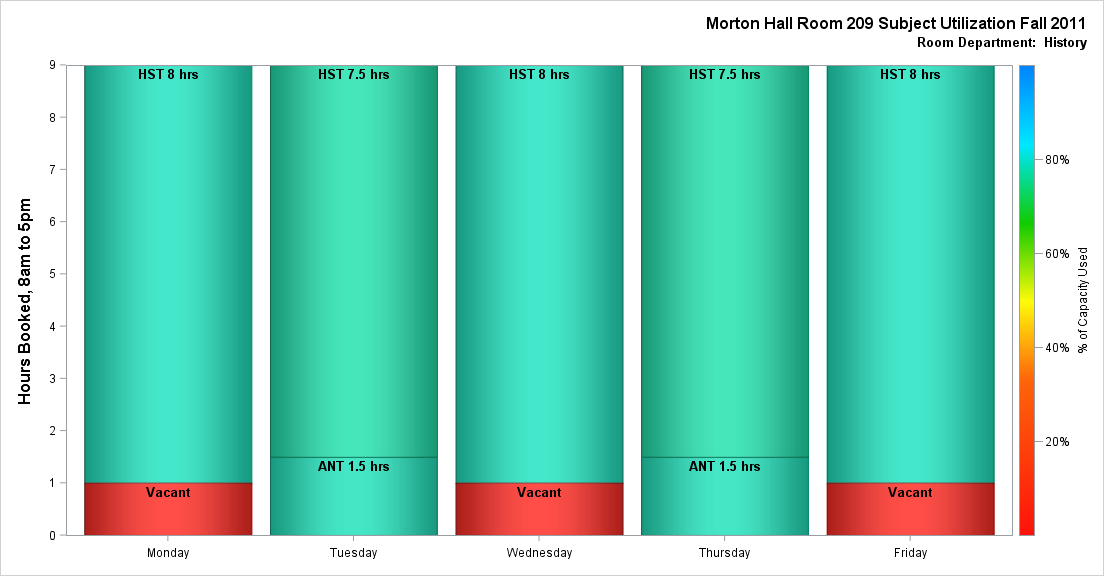 Morton Hall Room 209 Subject Utilization Fall 2011
Room Department:  History
Hours Booked, 8am to 5pm
9
8
7
6
5
4
3
2
1
0
HST 8 hrs
HST 7.5 hrs
HST 8 hrs
HST 7.5 hrs
HST 8 hrs
ANT 1.5 hrs
ANT 1.5 hrs
Vacant
Vacant
Vacant
Monday
Tuesday
Wednesday
Thursday
Friday
80%
60%
40%
20%
% of Capacity Used